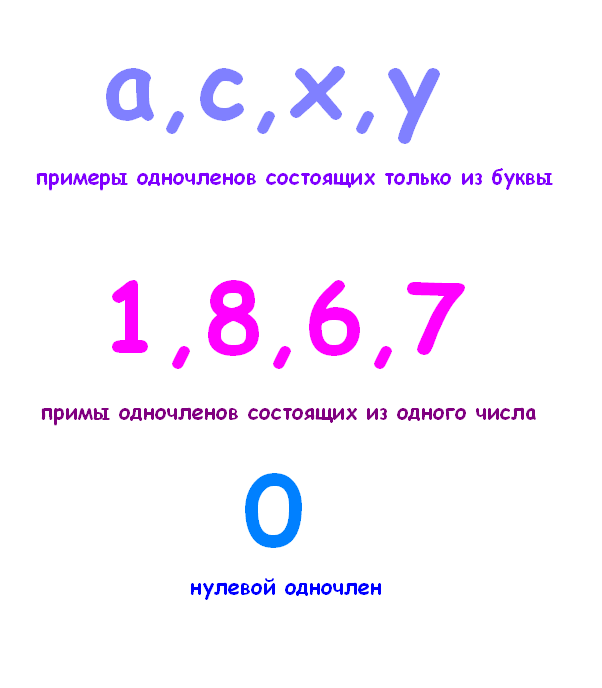 a,c,x,y
примеры одночленов состоящих только из буквы
1,8,6,7
примы одночленов состоящих из одного числа
0
нулевой одночлен